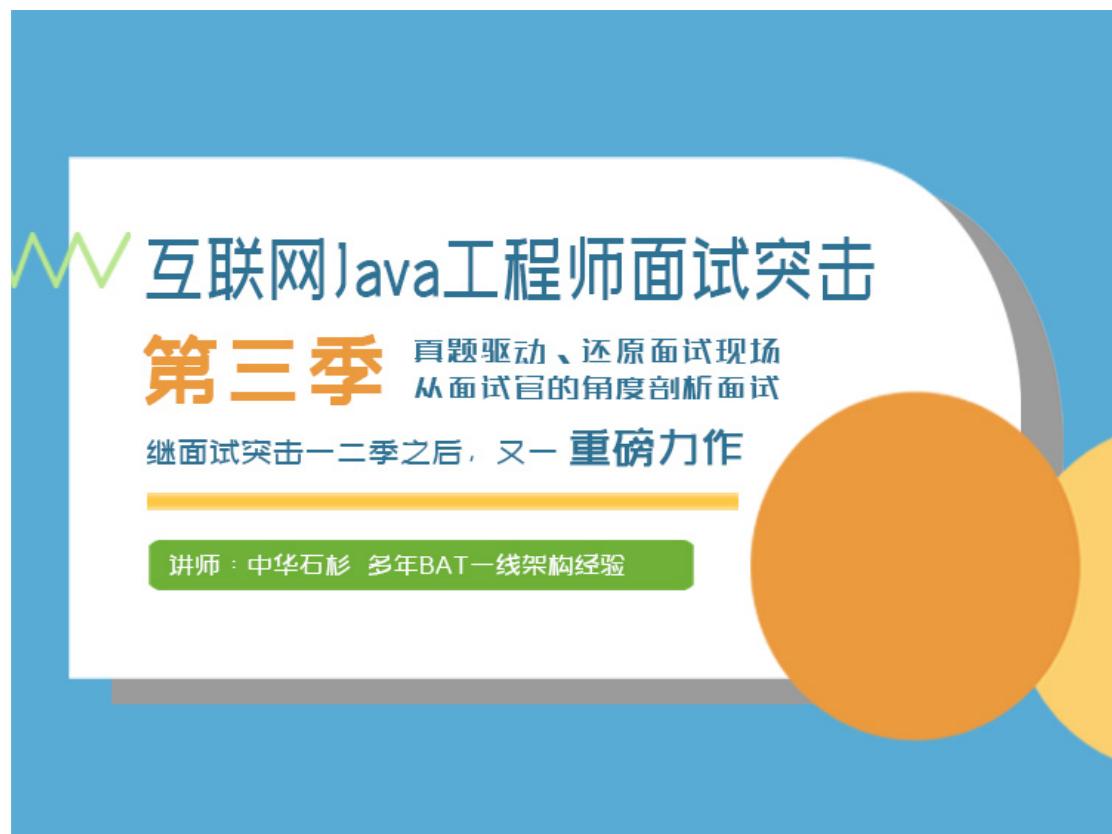 互联网Java工程师面试突击
第三季
真题驱动、还原面试现场
从面试官的角度剖析面试
继面试突击一二季之后，又一 重磅力作
讲师：中华石杉 多年BAT一线架构经验